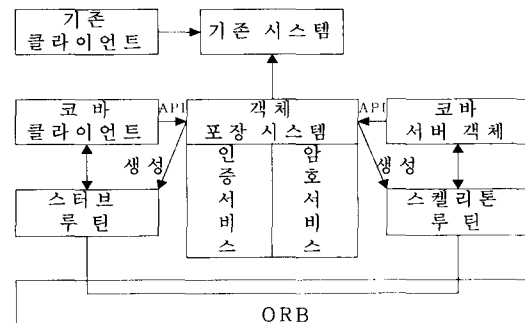 기존
클라이언트
기존 시스템
코바
클라이언트
API
객체
포장 시스템
API
코바
서버 객체
생성
인증서비스
암호서비스
생성
스터브
루틴
스켈리톤
루틴
ORB